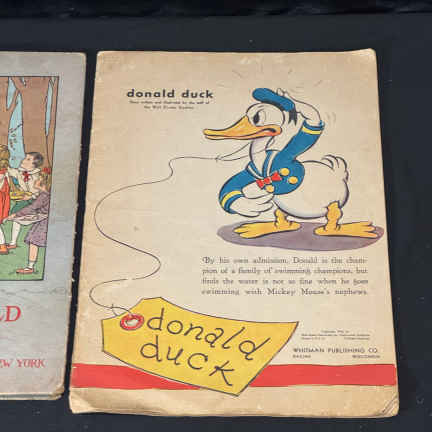 donald duck
Story written and illustrated by the staff of
the Walt Disney Studios
By his own admission, Donald is the cham-
pion of a family of swimming champions, but
finds the water is not so fine when he goes
swimming with Mickey Mouse's nephews.
donald
duck
WHITMAN PUBLISHING CO.
RACINE WISCONSIN
LD
EW YORK